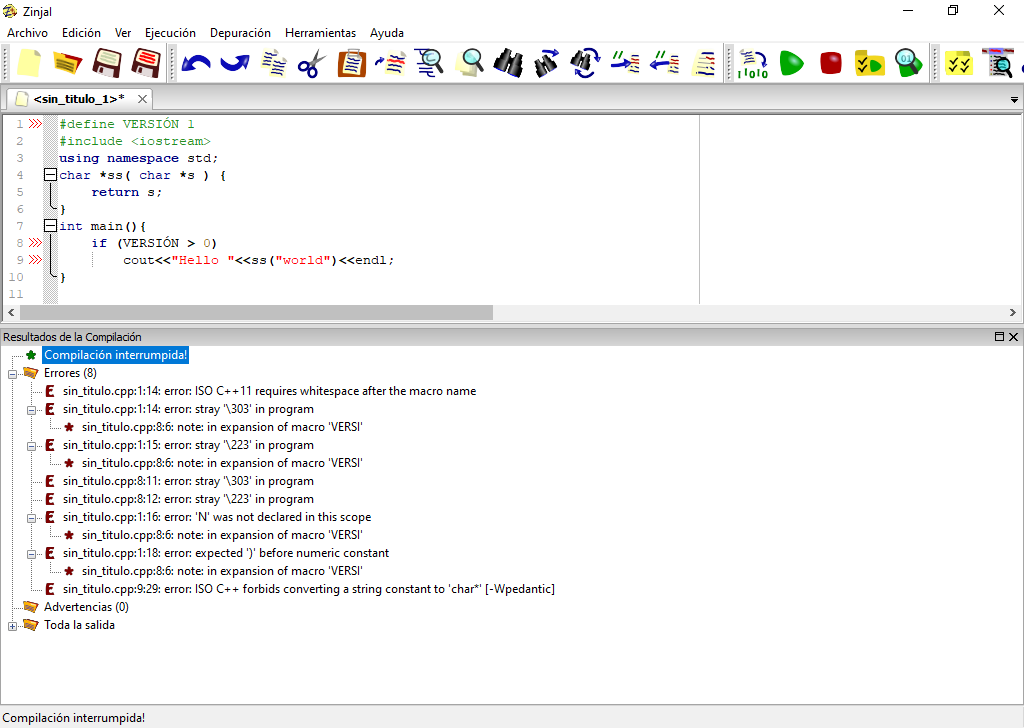 Zinjal
Archivo Edición Ver Ejecución Depuración Herramientas Ayuda
<sin_titulo_1>*
1 #define VERSIÓN 1
2 #include <iostream>
3 using namespace std;
4 char *ss( char *s ) {
5 return s;
6 }
7 int main(){
8 if (VERSIÓN > 0)
9 cout<<"Hello "<<ss("world")<<endl;
10 }
11
Resultados de la Compilación
Compilación interrumpida!
Errores (8)
E sin_titulo.cpp:1:14: error: ISO C++11 requires whitespace after the macro name
E sin_titulo.cpp:1:14: error: stray '\303' in program
sin_titulo.cpp:8:6: note: in expansion of macro 'VERSI'
E sin_titulo.cpp:1:15: error: stray '\223' in program
sin_titulo.cpp:8:6: note: in expansion of macro 'VERSI'
E sin_titulo.cpp:8:11: error: stray '\303' in program
E sin_titulo.cpp:8:12: error: stray '\223' in program
E sin_titulo.cpp:1:16: error: 'N' was not declared in this scope
sin_titulo.cpp:8:6: note: in expansion of macro 'VERSI'
E sin_titulo.cpp:1:18: error: expected ')' before numeric constant
sin_titulo.cpp:8:6: note: in expansion of macro 'VERSI'
E sin_titulo.cpp:9:29: error: ISO C++ forbids converting a string constant to 'char*' [-Wpedantic]
Advertencias (0)
Toda la salida
Compilación interrumpida!